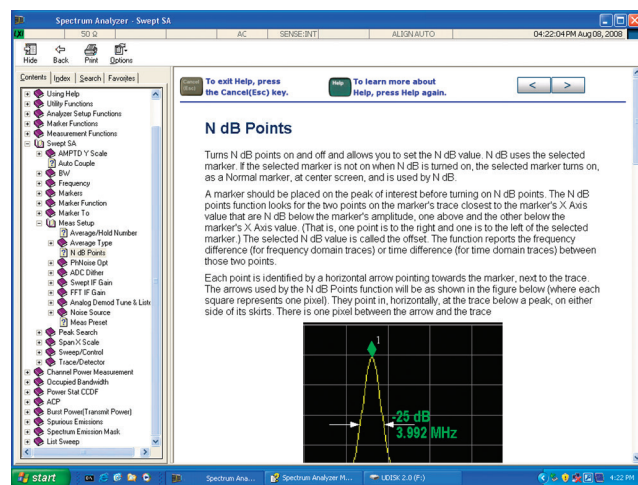 Spectrum Analyzer - Swept SA
LXI
50 Ω
AC
SENSE:INT
ALIGN AUTO
04:22:04 PM Aug 08, 2008
Hide
Back
Print
Options
Contents
Index
Search
Favorites
Using Help
Utility Functions
Analyzer Setup Functions
Marker Functions
Measurement Functions
Swept SA
AMPTD Y Scale
Auto Couple
BW
Frequency
Markers
Marker Function
Marker To
Meas Setup
Average/Hold Number
Average Type
N dB Points
PhNoise Opt
ADC Dither
Swept IF Gain
FFT IF Gain
Analog Demod Tune & Liste
Noise Source
Meas Preset
Peak Search
Span X Scale
Sweep/Control
Trace/Detector
Channel Power Measurement
Occupied Bandwidth
Power Stat CCDF
ACP
Burst Power(Transmit Power)
Spurious Emissions
Spectrum Emission Mask
List Sweep
Cancel
(Esc)
To exit Help, press
the Cancel(Esc) key.
Help
To learn more about
Help, press Help again.
<
>
N dB Points
Turns N dB points on and off and allows you to set the N dB value. N dB uses the selected
marker. If the selected marker is not on when N dB is turned on, the selected marker turns on,
as a Normal marker, at center screen, and is used by N dB.
A marker should be placed on the peak of interest before turning on N dB points. The N dB
points function looks for the two points on the marker's trace closest to the marker's X Axis
value that are N dB below the marker's amplitude, one above and the other below the
marker's X Axis value. (That is, one point is to the right and one is to the left of the selected
marker.) The selected N dB value is called the offset. The function reports the frequency
difference (for frequency domain traces) or time difference (for time domain traces) between
those two points.
Each point is identified by a horizontal arrow pointing towards the marker, next to the trace.
The arrows used by the N dB Points function will be as shown in the figure below (where each
square represents one pixel). They point in, horizontally, at the trace below a peak, on either
side of its skirts. There is one pixel between the arrow and the trace
1
-25 dB
3.992 MHz
start
EN
Spectrum Ana...
Spectrum Analyzer M...
UDISK 2.0 (F:)
4:22 PM